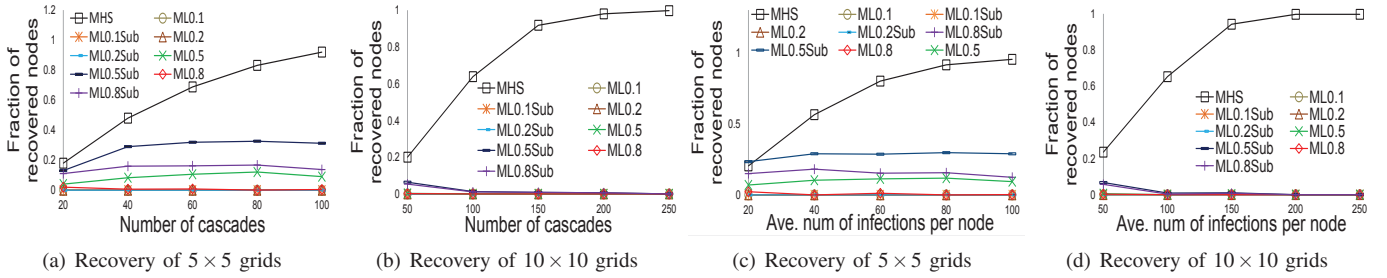 Fraction of recovered nodes
1.2
1
0.8
0.6
0.4
0.2
0
MHS
ML0.1
ML0.1Sub
ML0.2
ML0.2Sub
ML0.5
ML0.5Sub
ML0.8
ML0.8Sub
20 40 60 80 100
Number of cascades
(a) Recovery of 5 × 5 grids
Fraction of recovered nodes
1
0.8
0.6
0.4
0.2
0
MHS
ML0.1
ML0.1Sub
ML0.2
ML0.2Sub
ML0.5
ML0.5Sub
ML0.8
ML0.8Sub
50 100 150 200 250
Number of cascades
(b) Recovery of 10 × 10 grids
Fraction of recovered nodes
1
0.5
0
MHS ML0.1 ML0.1Sub
ML0.2 ML0.2Sub ML0.8Sub
ML0.5Sub ML0.8 ML0.5
20 40 60 80 100
Ave. num of infections per node
(c) Recovery of 5 × 5 grids
Fraction of recovered nodes
1
0.8
0.6
0.4
0.2
0
MHS
ML0.1
ML0.1Sub
ML0.2
ML0.2Sub
ML0.5
ML0.5Sub
ML0.8
ML0.8Sub
50 100 150 200 250
Ave. num of infections per node
(d) Recovery of 10 × 10 grids